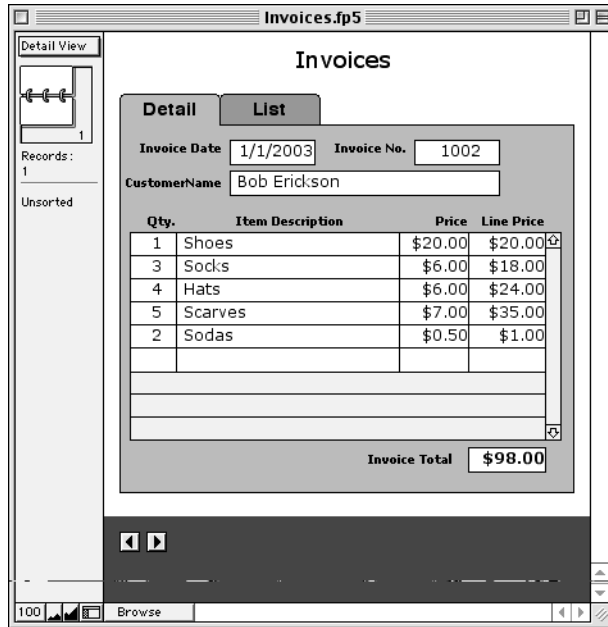 Invoices.fp5
Detail View
1
Records:
1
Unsorted
Invoices
Detail List
Invoice Date 1/1/2003 Invoice No. 1002
CustomerName Bob Erickson
Qty. Item Description Price Line Price
1 Shoes $20.00 $20.00
3 Socks $6.00 $18.00
4 Hats $6.00 $24.00
5 Scarves $7.00 $35.00
2 Sodas $0.50 $1.00
Invoice Total $98.00
100 Browse